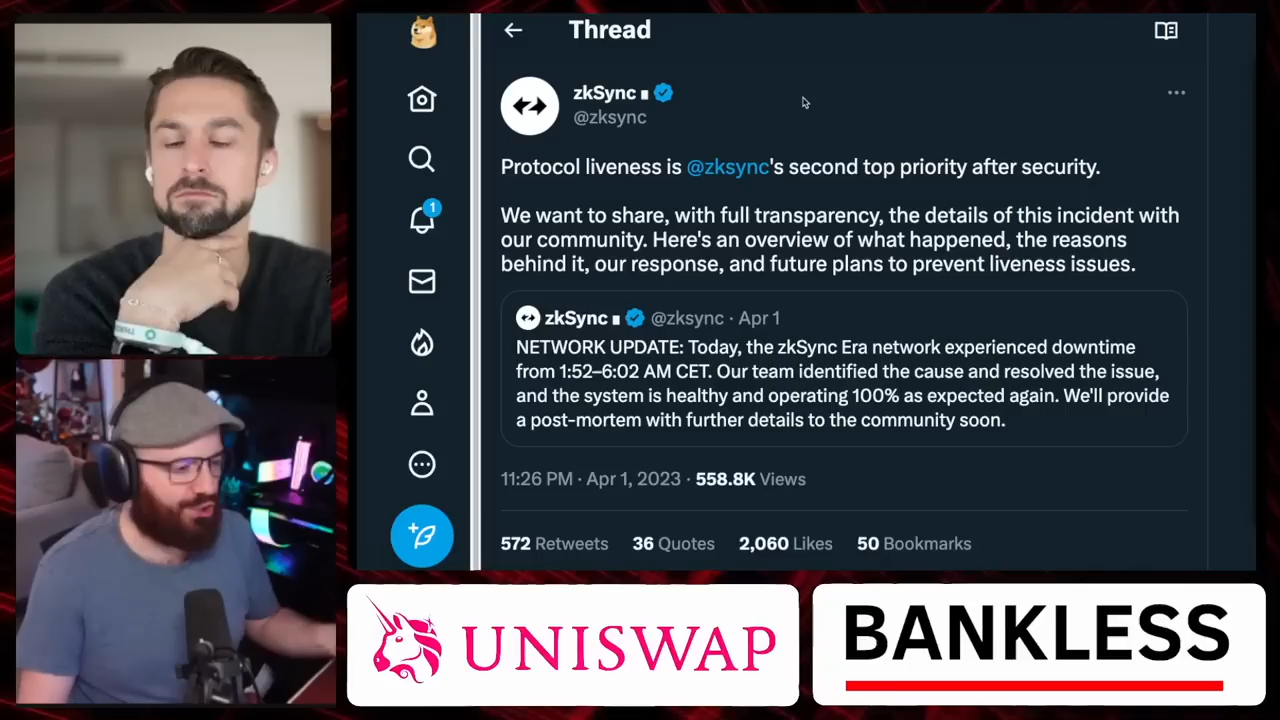 Thread
zkSync
@zksync
Protocol liveness is @zksync's second top priority after security.
We want to share, with full transparency, the details of this incident with
our community. Here's an overview of what happened, the reasons
behind it, our response, and future plans to prevent liveness issues.
zkSync @zksync · Apr 1
NETWORK UPDATE: Today, the zkSync Era network experienced downtime
from 1:52–6:02 AM CET. Our team identified the cause and resolved the issue,
and the system is healthy and operating 100% as expected again. We'll provide
a post-mortem with further details to the community soon.
11:26 PM · Apr 1, 2023 · 558.8K Views
572 Retweets 36 Quotes 2,060 Likes 50 Bookmarks
1
UNISWAP
BANKLESS